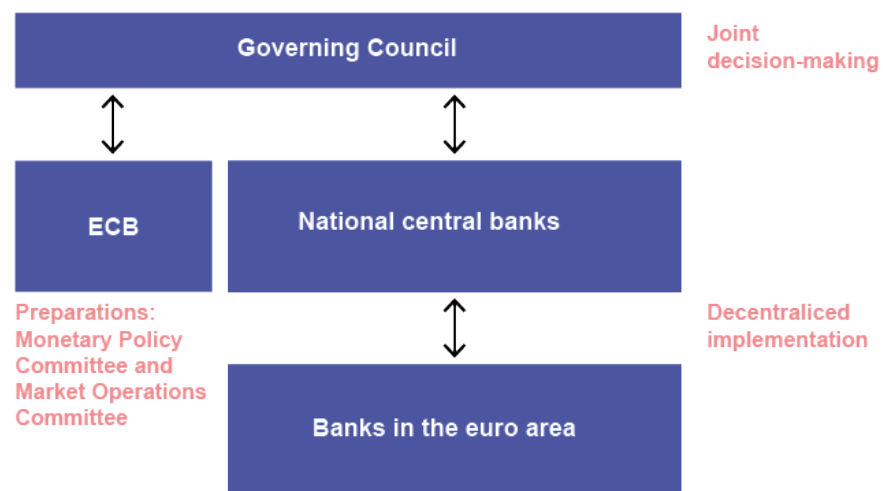 Governing Council
Joint
decision-making
ECB
National central banks
Preparations:
Monetary Policy
Committee and
Market Operations
Committee
Decentraliced
implementation
Banks in the euro area